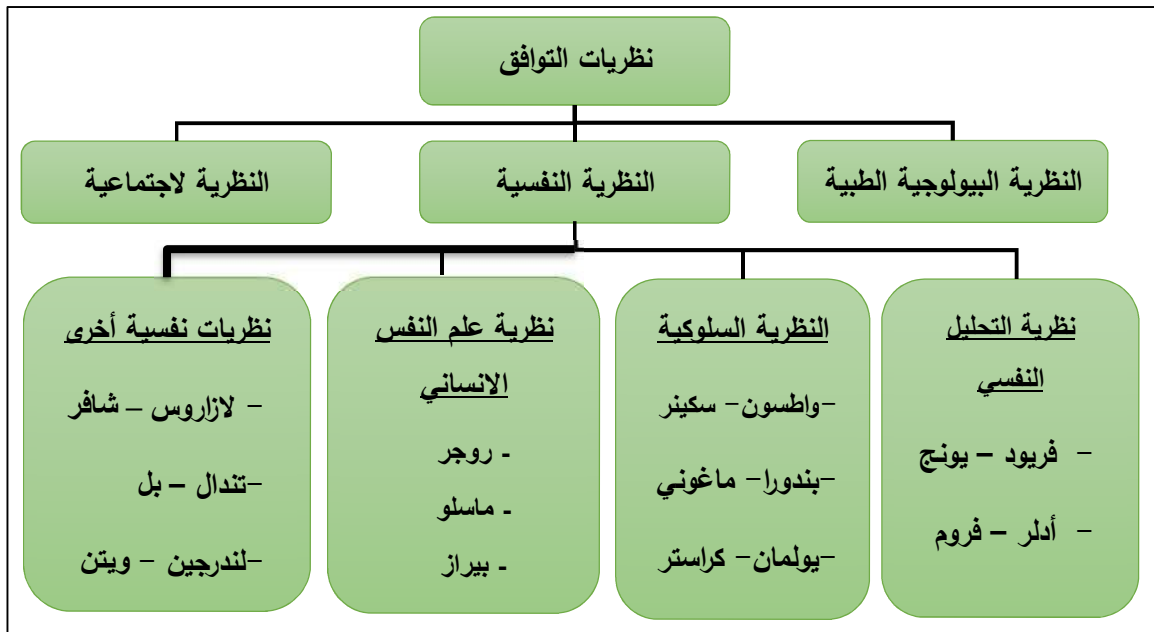 نظريات التوافق
النظرية البيولوجية الطبية
النظرية النفسية
النظرية لاجتماعية
نظرية التحليل
النفسي
- فريود – يونج
- أدلر – فروم
النظرية السلوكية
-واطسون- سكينر
-بندورا- ماغوني
-يولمان- كراستر
نظرية علم النفس
الانساني
- روجر
- ماسلو
- بيراز
نظريات نفسية أخرى
- لازاروس – شافر
-تندال – بل
-لندرجين – ويتن